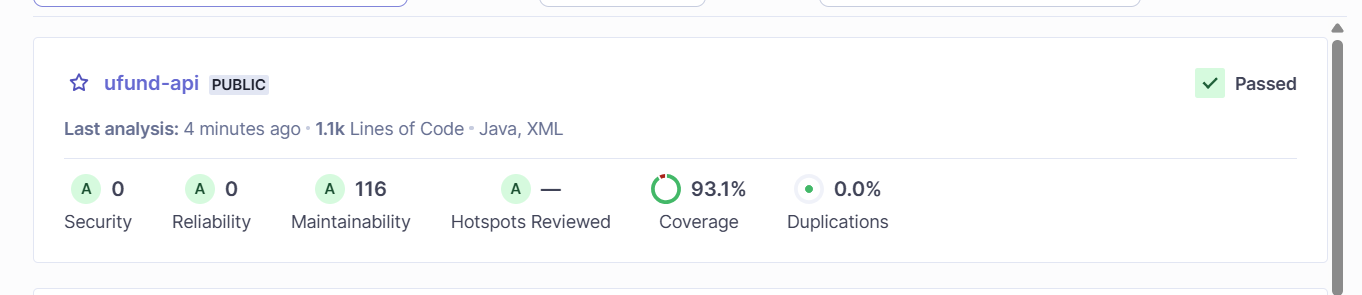 ufund-api PUBLIC Passed
Last analysis: 4 minutes ago • 1.1k Lines of Code • Java, XML
A 0 A 0 A 116 A — 93.1% 0.0%
Security Reliability Maintainability Hotspots Reviewed Coverage Duplications